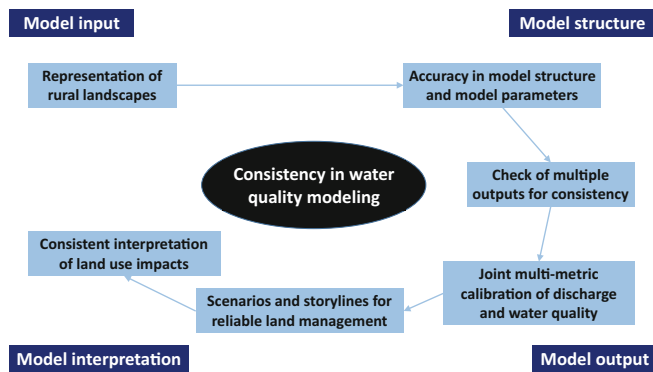 Model input
Model structure
Representation of
rural landscapes
Accuracy in model structure
and model parameters
Consistency in water
quality modeling
Check of multiple
outputs for consistency
Consistent interpretation
of land use impacts
Joint multi-metric
calibration of discharge
and water quality
Scenarios and storylines for
reliable land management
Model interpretation
Model output